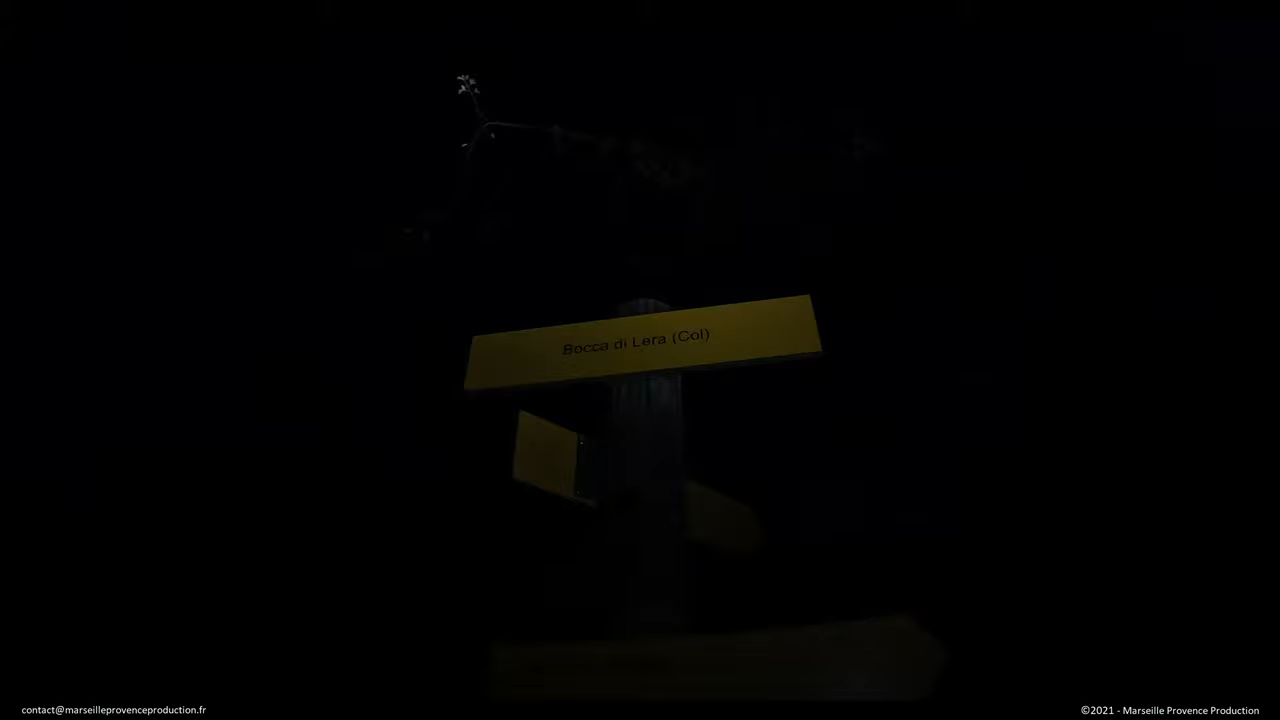 Bocca di Lera (Col)
contact@marseilleprovenceproduction.fr
©2021 - Marseille Provence Production